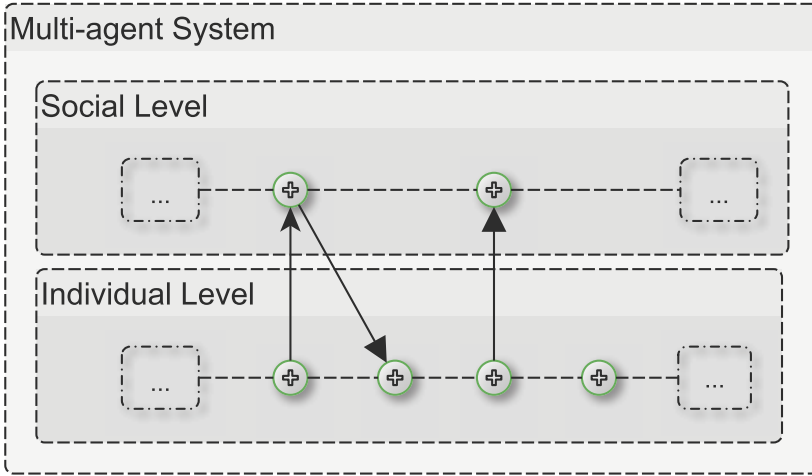 Multi-agent System
Social Level
... ...
Individual Level
... ...